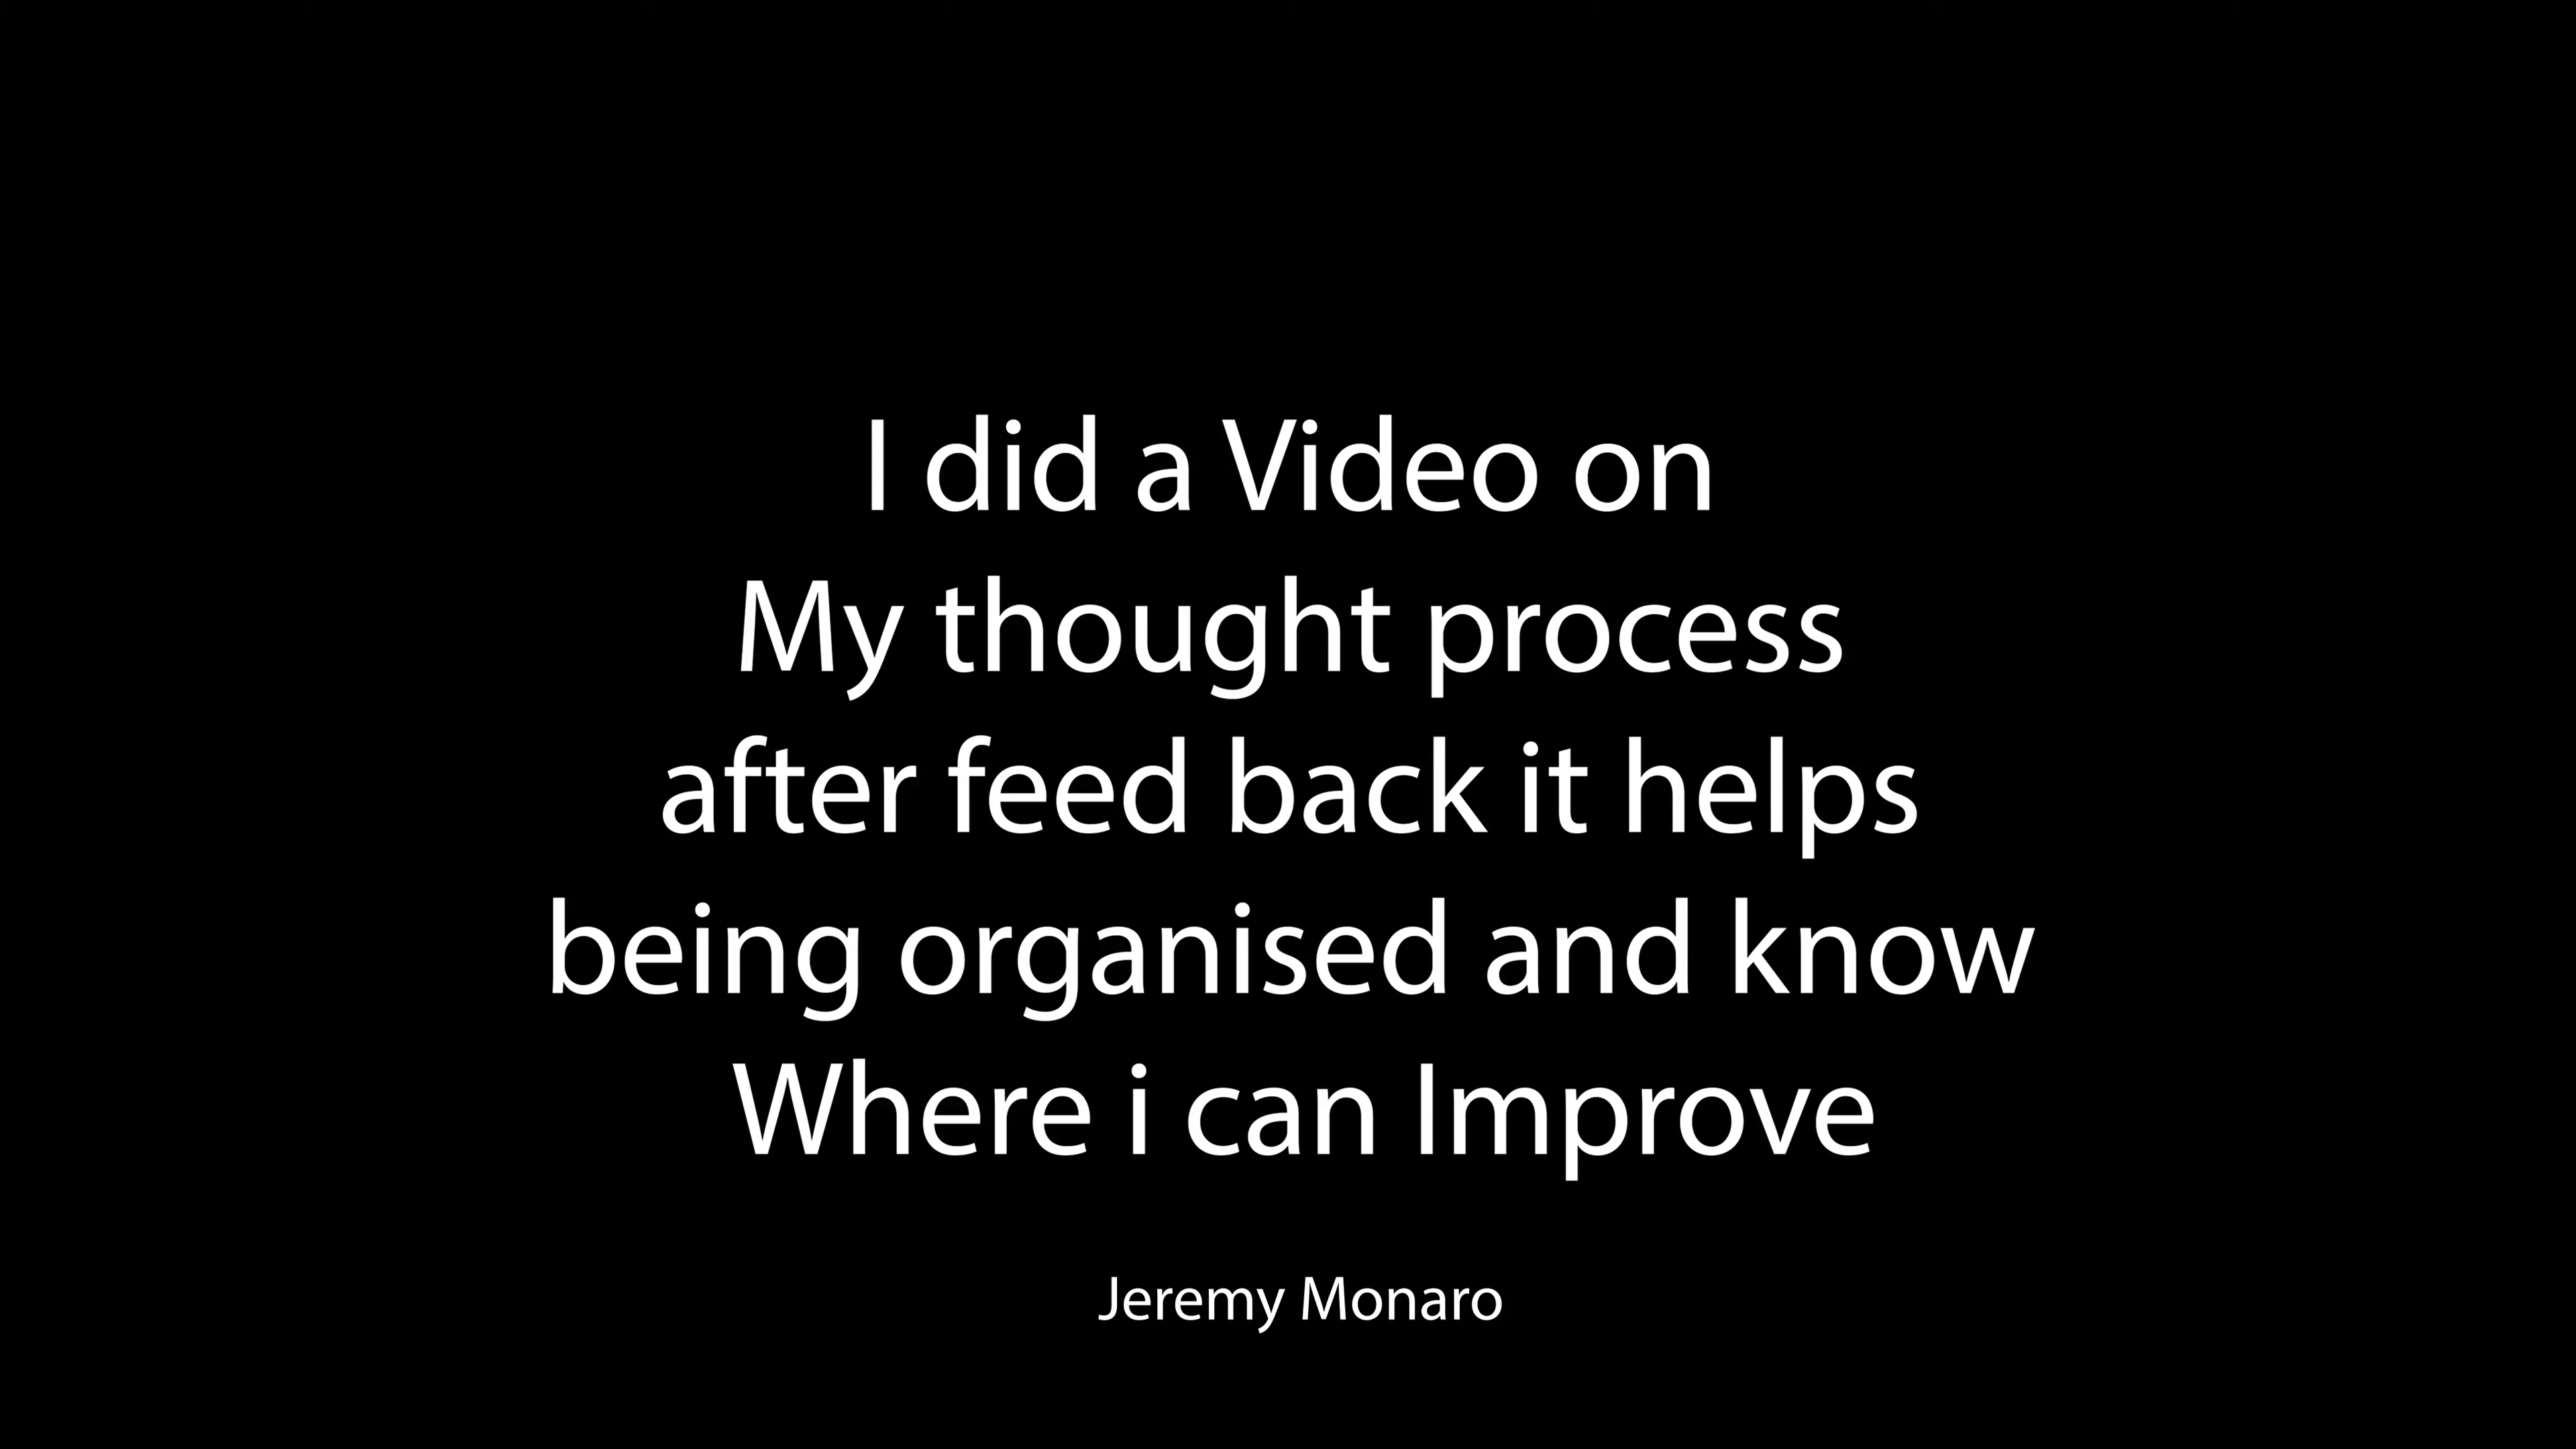 I did a Video on
My thought process
after feed back it helps
being organised and know
Where i can Improve
Jeremy Monaro